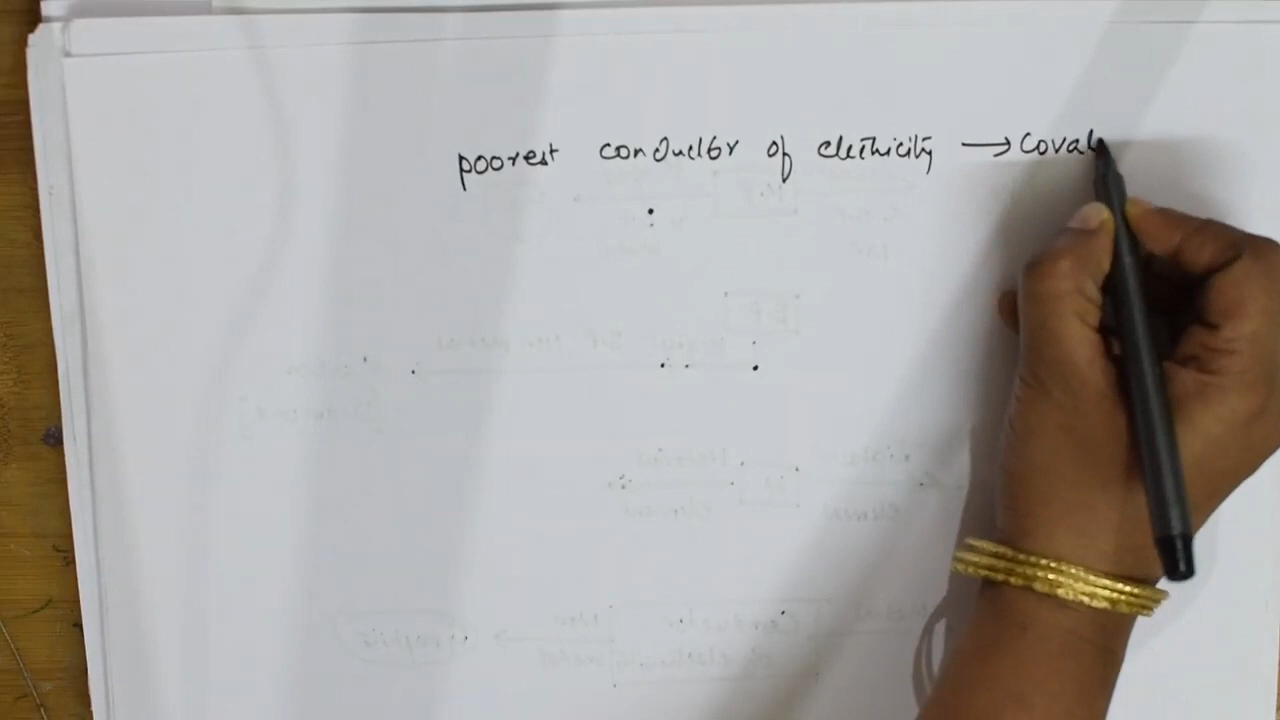 poorest conductor of electricity → Coval